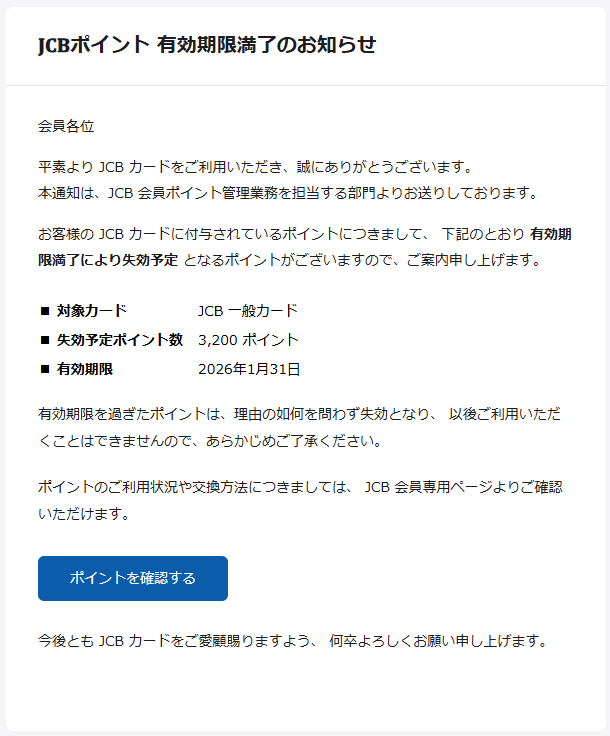 JCBポイント 有効期限満了のお知らせ
会員各位
平素より JCB カードをご利用いただき、誠にありがとうございます。
本通知は、JCB 会員ポイント管理業務を担当する部門よりお送りしております。
お客様の JCB カードに付与されているポイントにつきまして、 下記のとおり 有効期
限満了により失効予定 となるポイントがございますので、ご案内申し上げます。
■ 対象カード JCB 一般カード
■ 失効予定ポイント数 3,200 ポイント
■ 有効期限 2026年1月31日
有効期限を過ぎたポイントは、理由の如何を問わず失効となり、 以後ご利用いただ
くことはできませんので、あらかじめご了承ください。
ポイントのご利用状況や交換方法につきましては、 JCB 会員専用ページよりご確認
いただけます。
ポイントを確認する
今後とも JCB カードをご愛顧賜りますよう、 何卒よろしくお願い申し上げます。